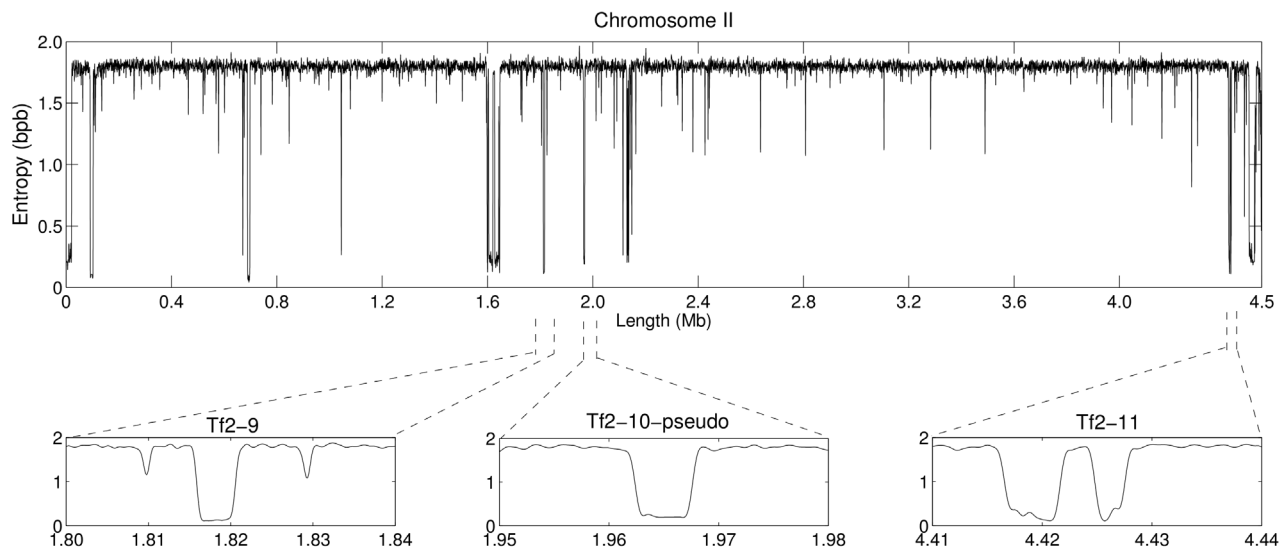 Chromosome II
Entropy (bpb)
2.0
1.5
1.0
0.5
0
0 0.4 0.8 1.2 1.6 2.0 2.4 2.8 3.2 3.6 4.0 4.5
Length (Mb)
Tf2−9
2
1
0
1.80 1.81 1.82 1.83 1.84
Tf2−10−pseudo
2
1
0
1.95 1.96 1.97 1.98
Tf2−11
2
1
0
4.41 4.42 4.43 4.44